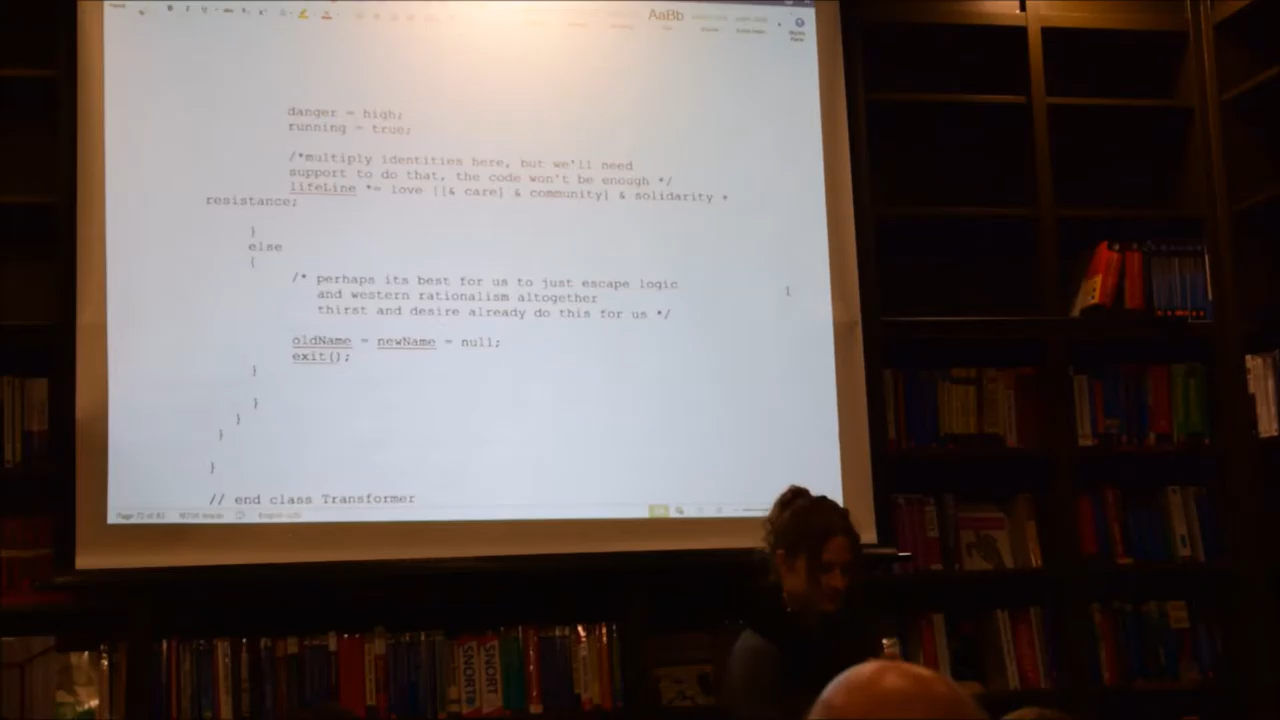 AaBb
danger = high;
running = true;
/*multiply identities here, but we'll need
support to do that, the code won't be enough */
lifeLine *= love [[& care] & community] & solidarity +
resistance;
}
else
{
/* perhaps its best for us to just escape logic
and western rationalism altogether
thirst and desire already do this for us */
oldName = newName = null;
exit();
}
}
}
}
}
// end class Transformer
SNORT
SNORT